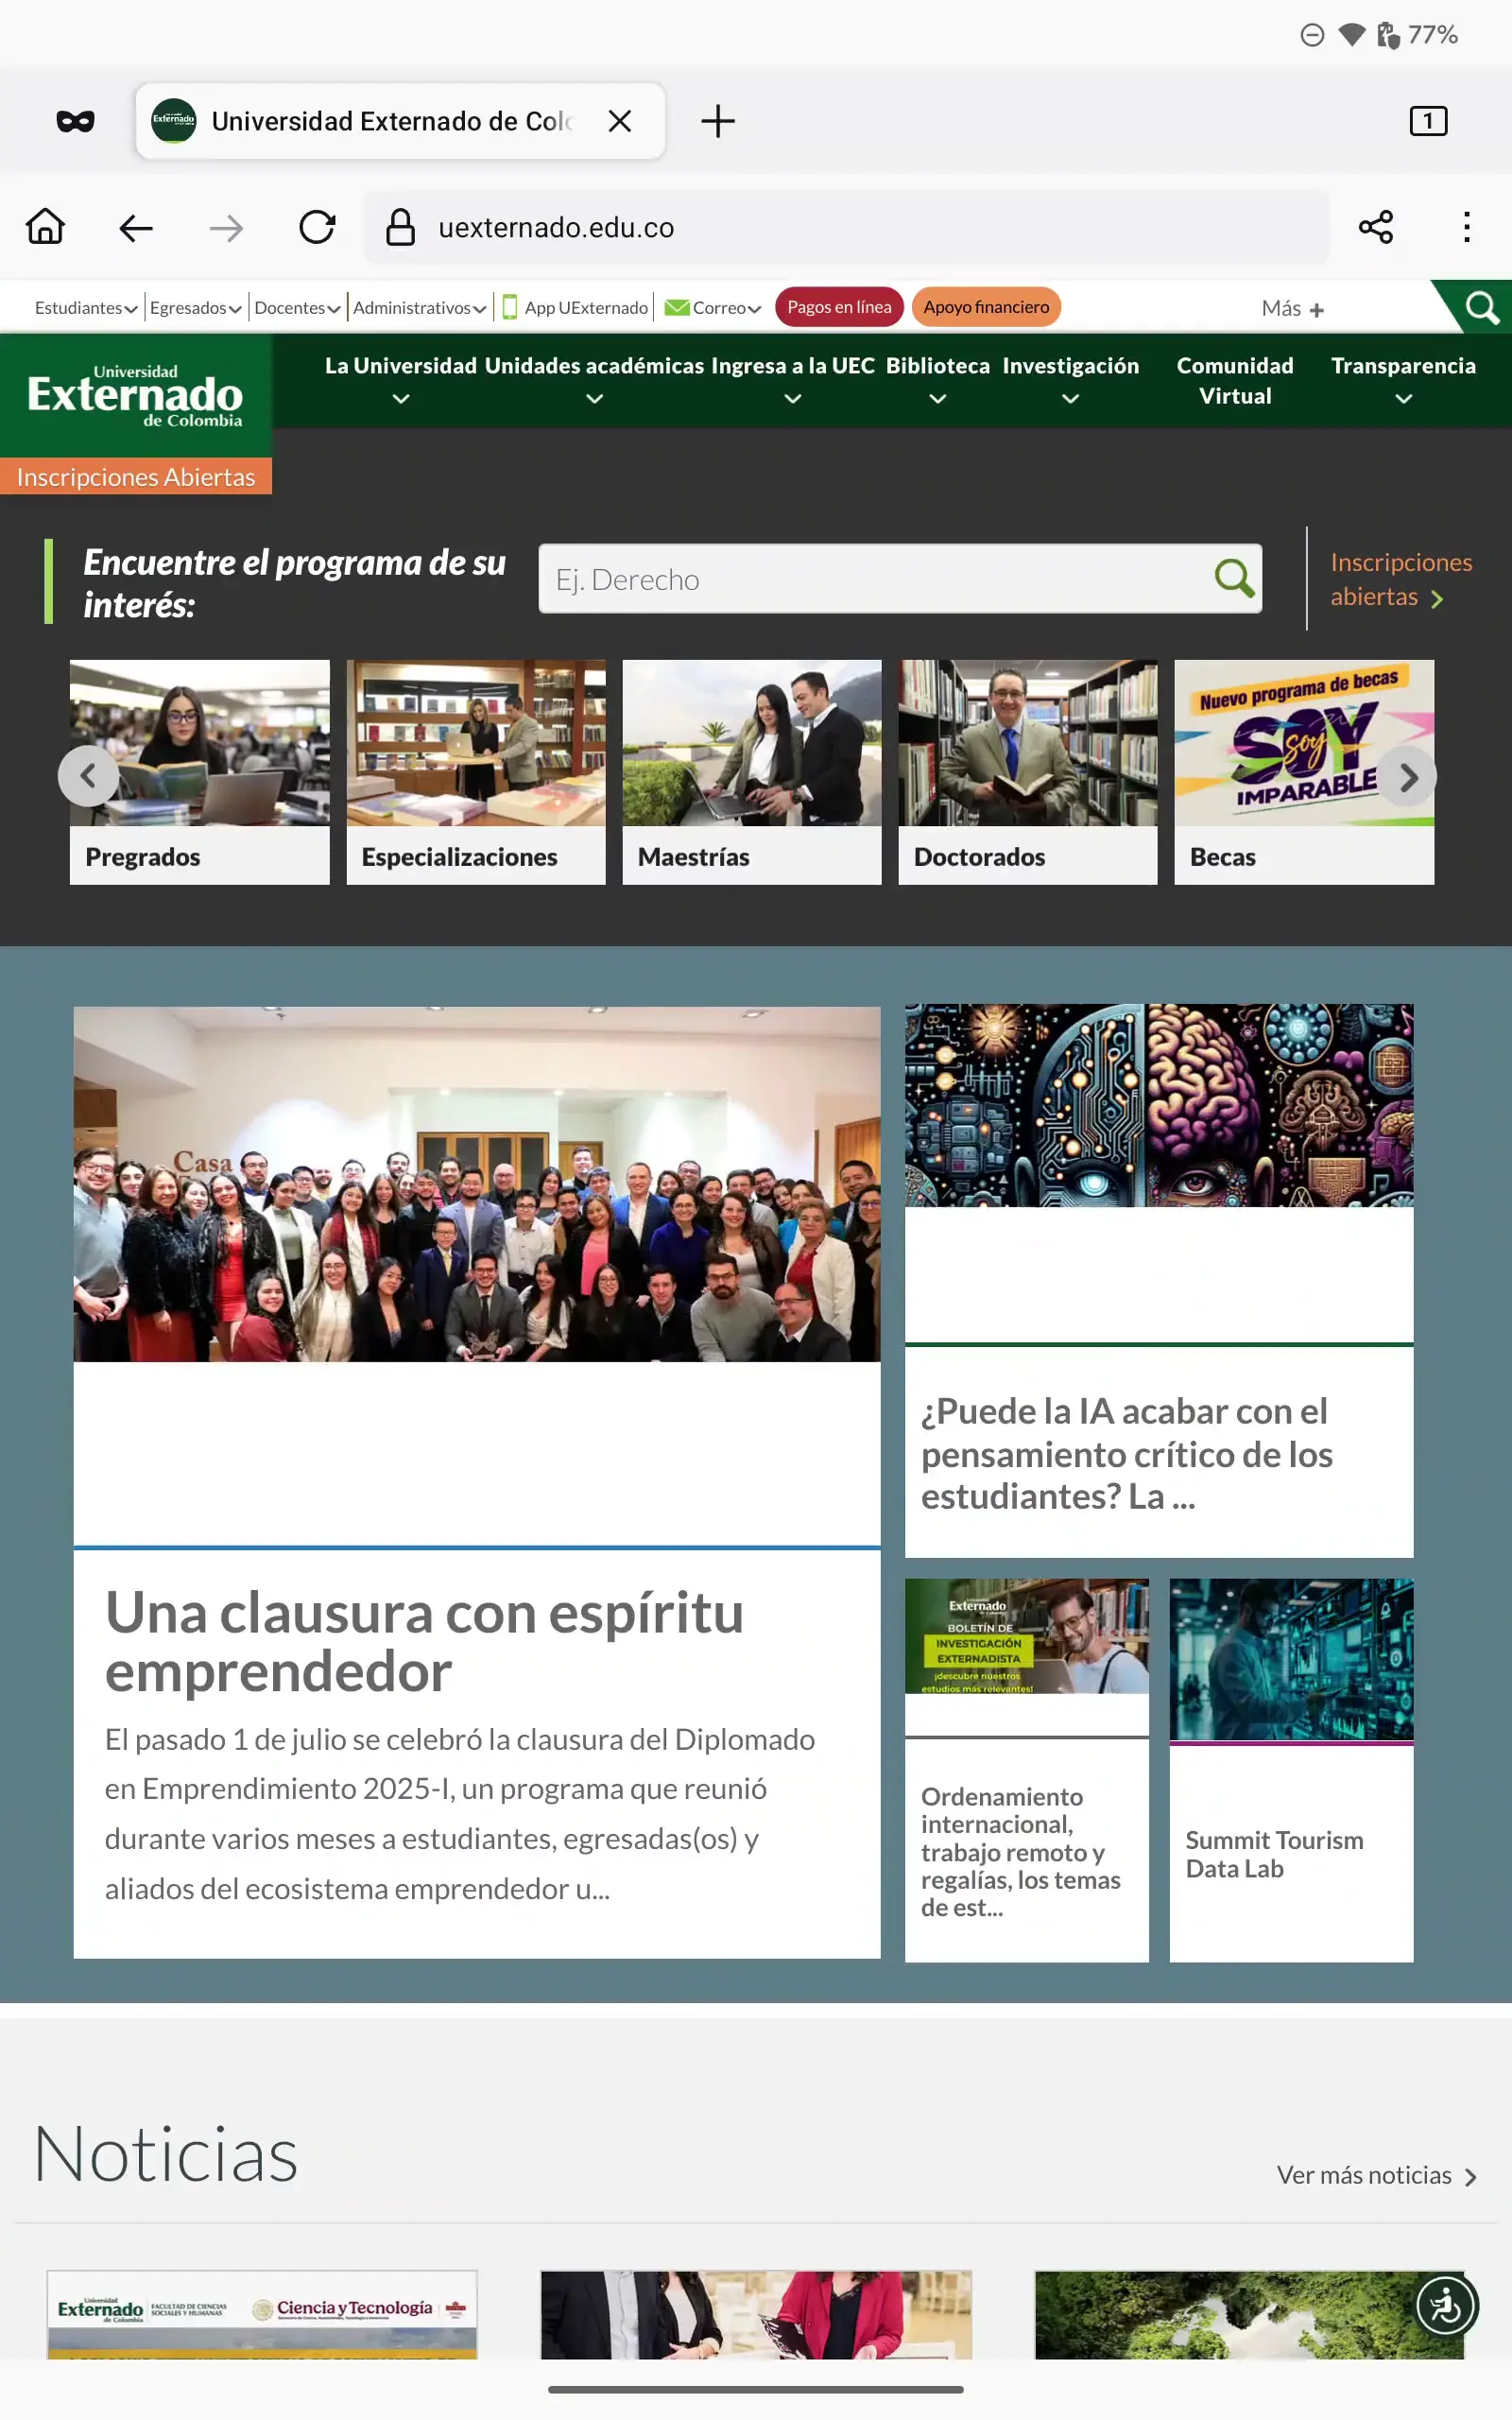 77%
Universidad Externado de Colo
1
uexternado.edu.co
Estudiantes Egresados Docentes Administrativos App UExternado Correo Pagos en línea Apoyo financiero Más +
Universidad
Externado
de Colombia
La Universidad Unidades académicas Ingresa a la UEC Biblioteca Investigación Comunidad Virtual Transparencia
Inscripciones Abiertas
Encuentre el programa de su
interés:
Ej. Derecho
Inscripciones
abiertas
Nuevo programa de becas
SOY
soy
IMPARABLE
Pregrados
Especializaciones
Maestrías
Doctorados
Becas
Casa
Una clausura con espíritu
emprendedor
El pasado 1 de julio se celebró la clausura del Diplomado
en Emprendimiento 2025-I, un programa que reunió
durante varios meses a estudiantes, egresadas(os) y
aliados del ecosistema emprendedor u...
¿Puede la IA acabar con el
pensamiento crítico de los
estudiantes? La ...
Externado
BOLETÍN DE
INVESTIGACIÓN
EXTERNADISTA
¡descubre nuestros
estudios más relevantes!
Ordenamiento
internacional,
trabajo remoto y
regalías, los temas
de est...
Summit Tourism
Data Lab
Noticias
Ver más noticias
Universidad
Externado
de Colombia
FACULTAD DE CIENCIAS
SOCIALES Y HUMANAS
Ciencia y Tecnología